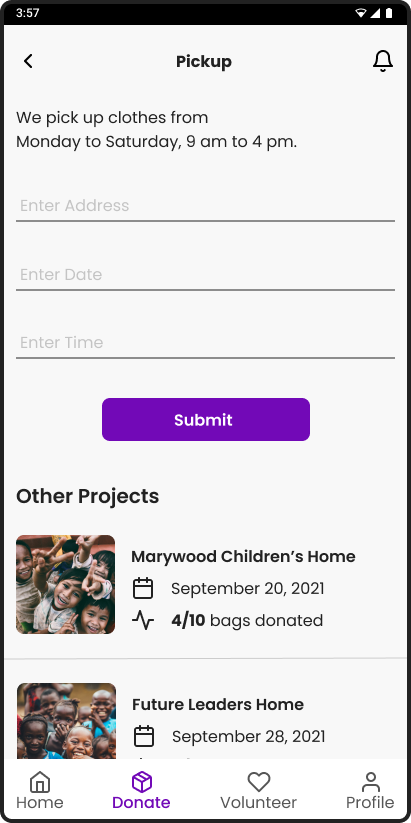 3:57
Pickup
We pick up clothes from
Monday to Saturday, 9 am to 4 pm.
Enter Address
Enter Date
Enter Time
Submit
Other Projects
Marywood Children’s Home
September 20, 2021
4/10 bags donated
Future Leaders Home
September 28, 2021
Home Donate Volunteer Profile